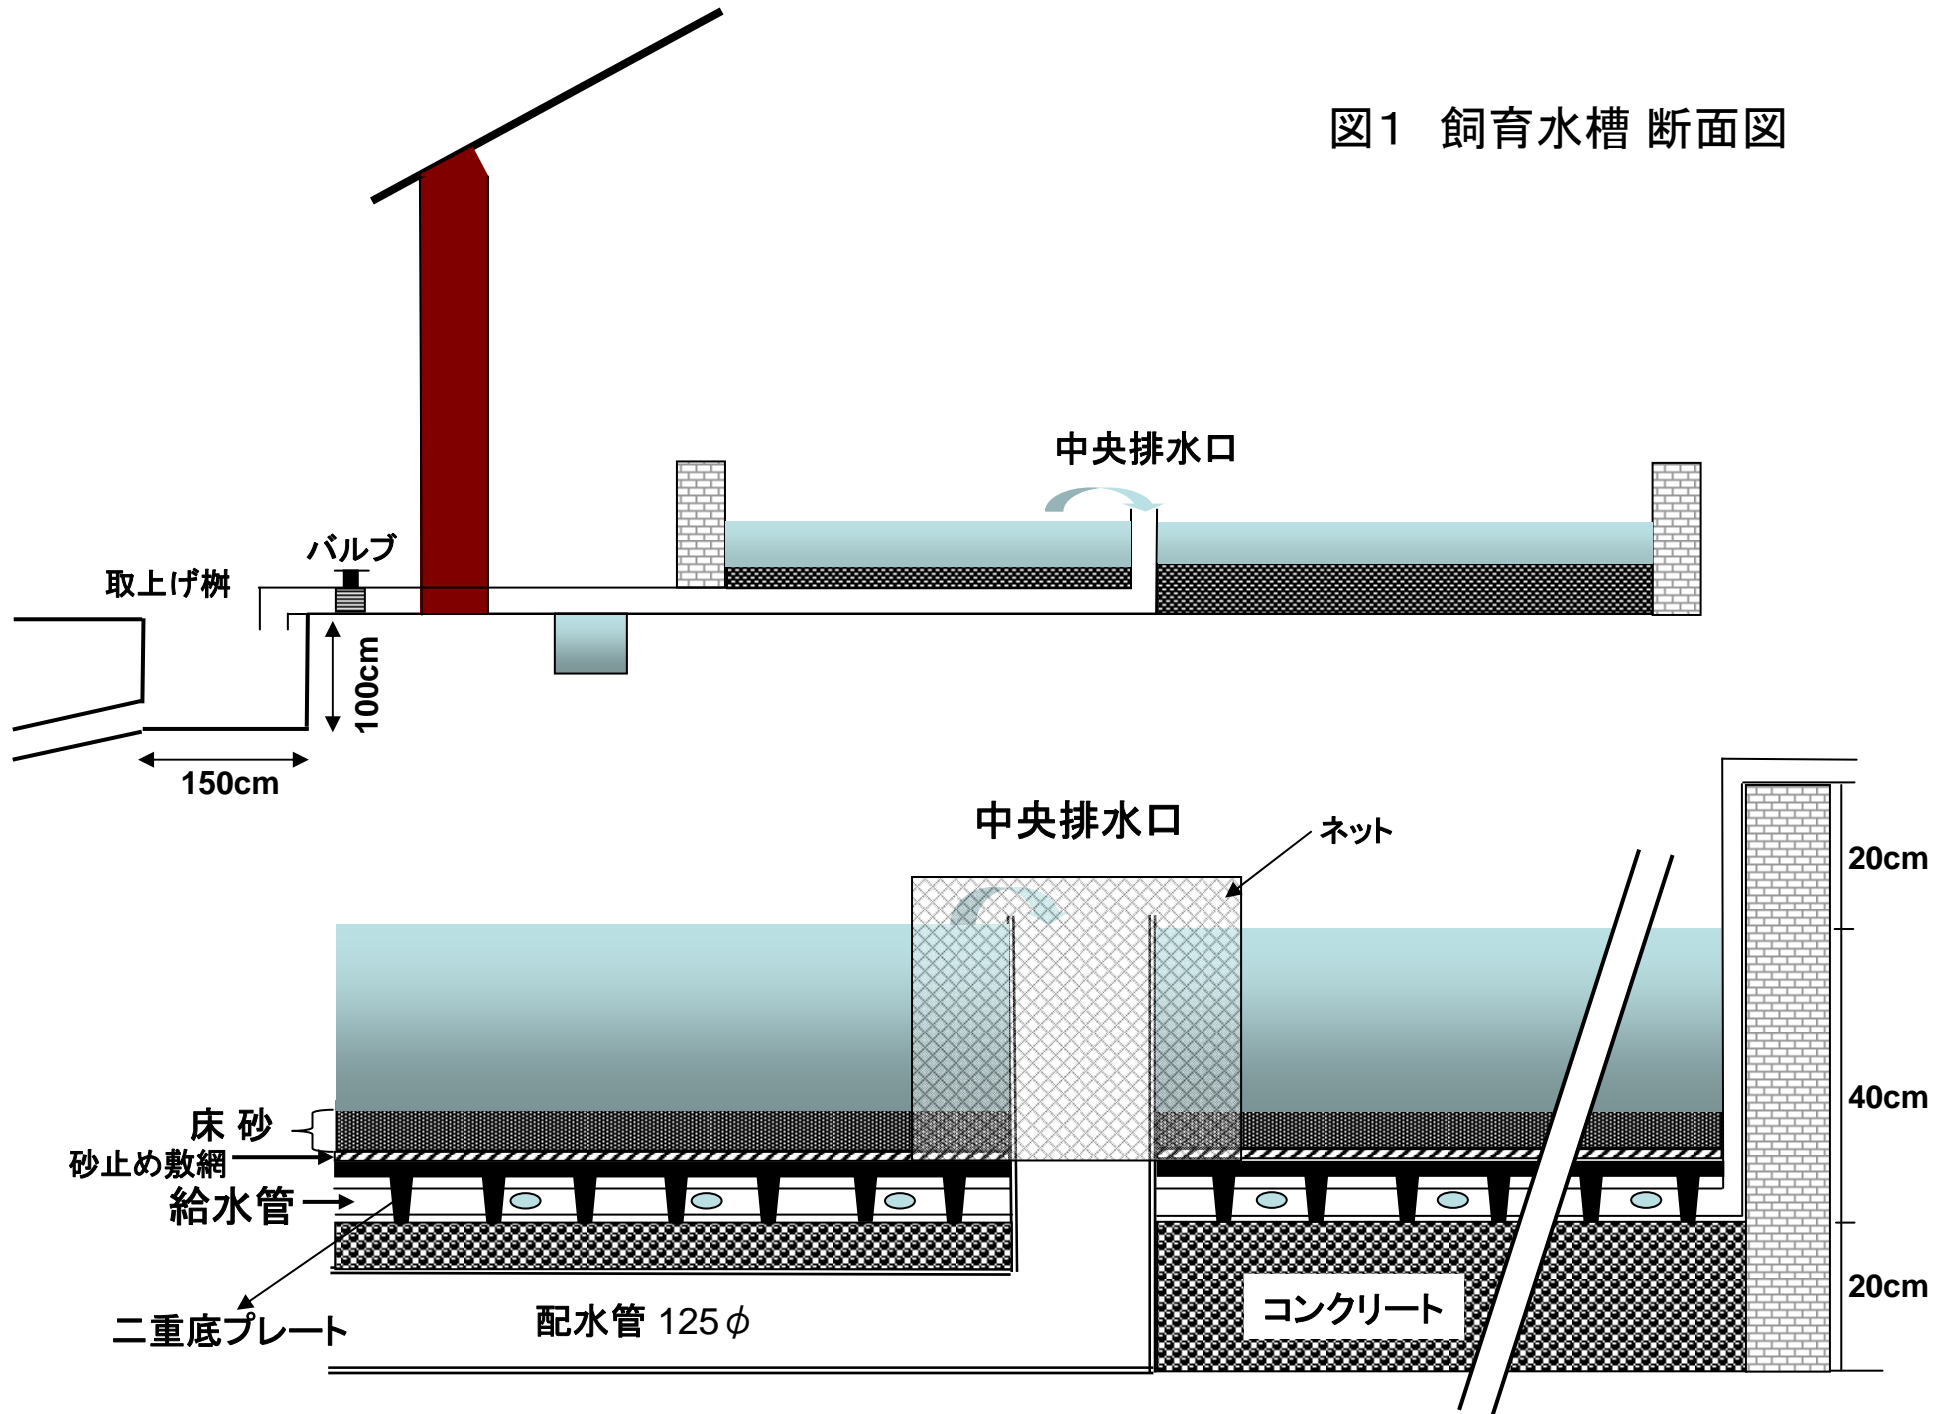 図1 飼育水槽 断面図
中央排水口
バルブ
取上げ桝
100cm
150cm
中央排水口
ネット
20cm
40cm
床 砂
砂止め敷網
給水管
20cm
コンクリート
配水管 125φ
二重底プレート